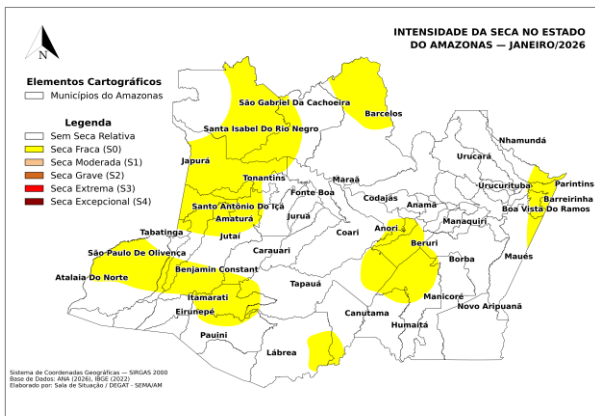 INTENSIDADE DA SECA NO ESTADO
DO AMAZONAS — JANEIRO/2026
N
Elementos Cartográficos
Municípios do Amazonas
Legenda
Sem Seca Relativa
Seca Fraca (S0)
Seca Moderada (S1)
Seca Grave (S2)
Seca Extrema (S3)
Seca Excepcional (S4)
São Gabriel Da Cachoeira
Barcelos
Santa Isabel Do Rio Negro
Nhamundá
Urucará
Japurá
Tonantins
Maraã
Urucurituba
Parintins
Fonte Boa
Codajás
Barreirinha
Santo Antônio Do Içá
Anamã
Boa Vista Do Ramos
Amaturá
Juruá
Manaquiri
Tabatinga
Jutaí
Coari
Anori
Beruri
São Paulo De Olivença
Carauari
Maués
Borba
Benjamin Constant
Atalaia Do Norte
Tapauá
Itamarati
Manicoré
Eirunepé
Canutama
Novo Aripuanã
Humaitá
Pauini
Lábrea
Sistema de Coordenadas Geográficas — SIRGAS 2000
Base de Dados: ANA (2026), IBGE (2022)
Elaborado por: Sala de Situação / DEGAT - SEMA/AM